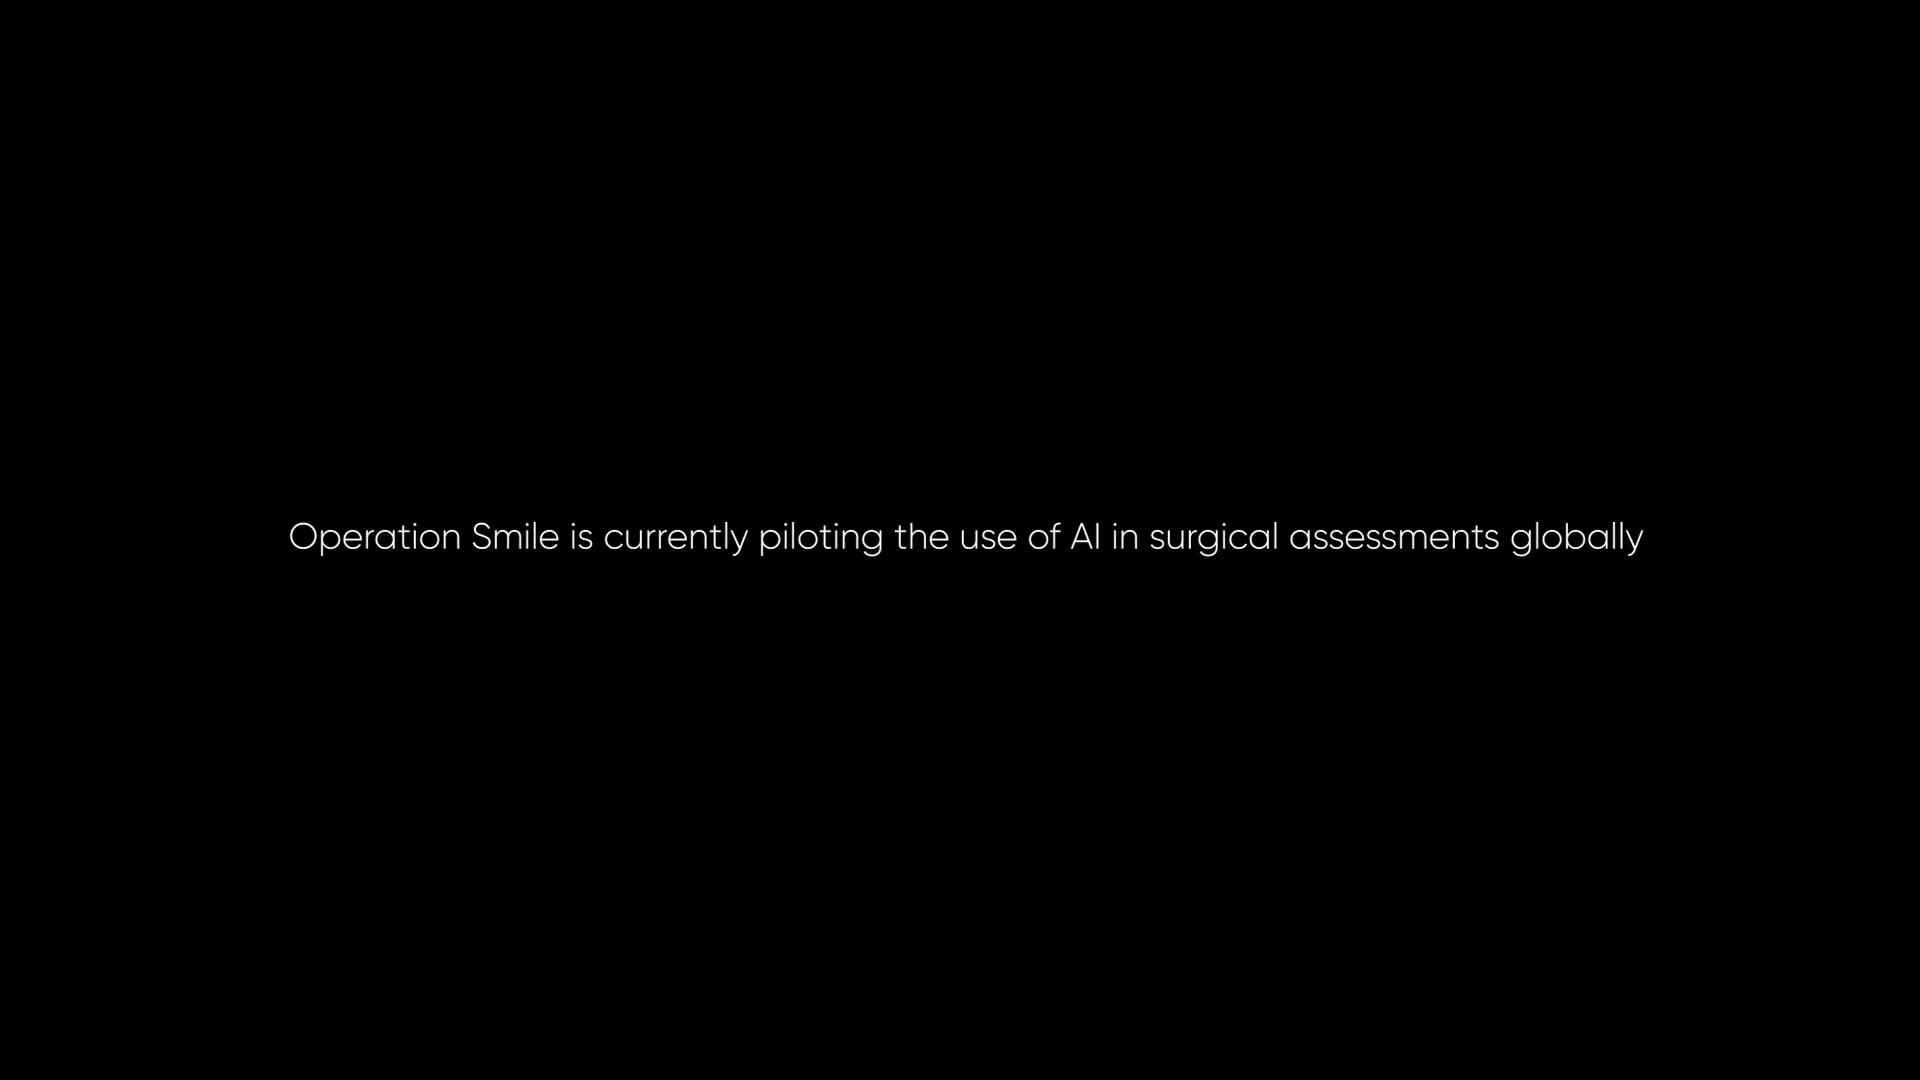 Operation Smile is currently piloting the use of AI in surgical assessments globally